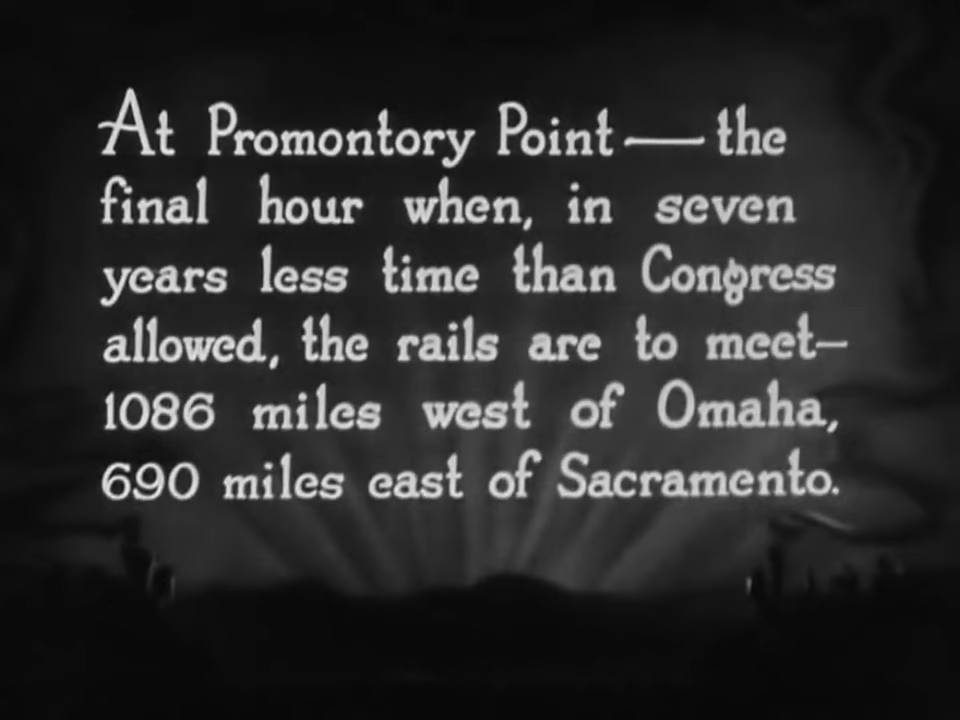 At Promontory Point — the
final hour when, in seven
years less time than Congress
allowed, the rails are to meet—
1086 miles west of Omaha,
690 miles east of Sacramento.